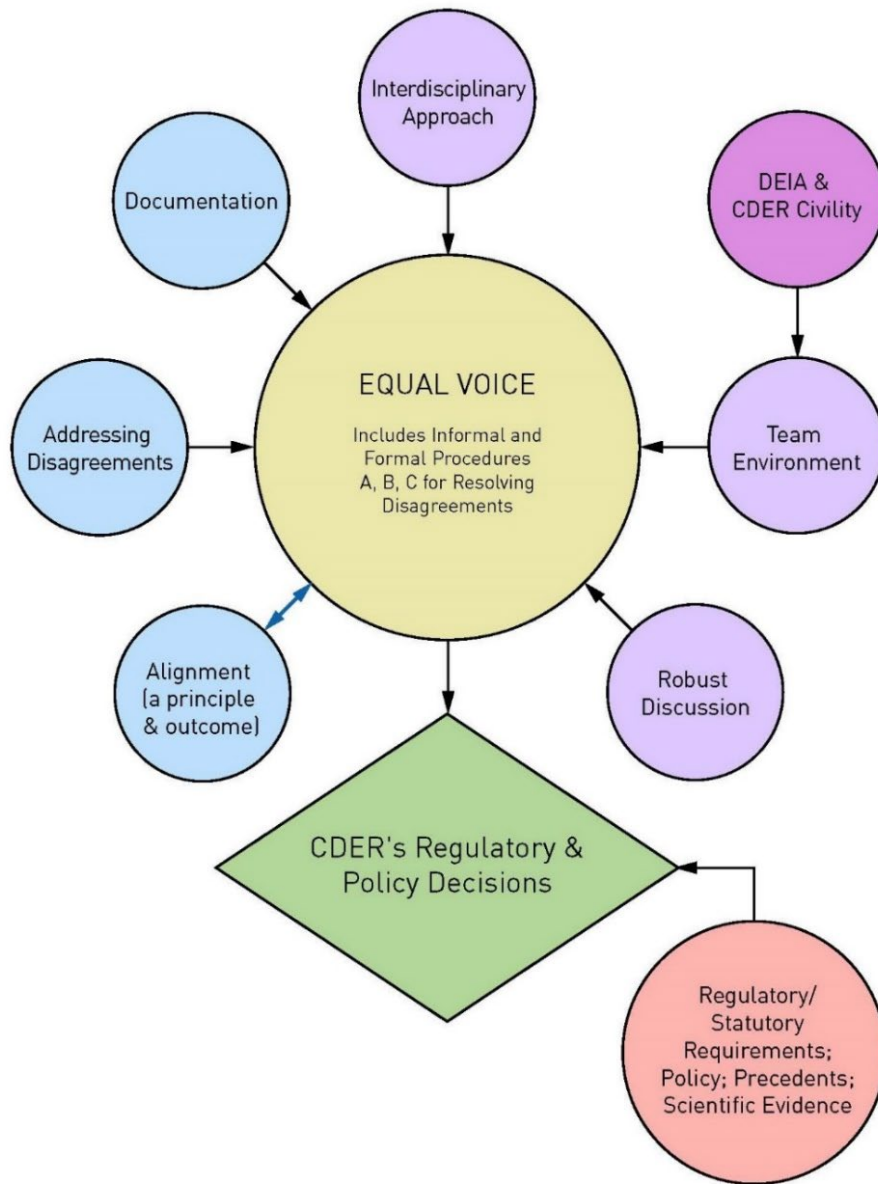 Interdisciplinary
Approach
Documentation
DEIA &
CDER Civility
EQUAL VOICE
Includes Informal and
Formal Procedures
A, B, C for Resolving
Disagreements
Addressing
Disagreements
Team
Environment
Alignment
(a principle
& outcome)
Robust
Discussion
CDER's Regulatory &
Policy Decisions
Regulatory/
Statutory
Requirements;
Policy; Precedents;
Scientific Evidence